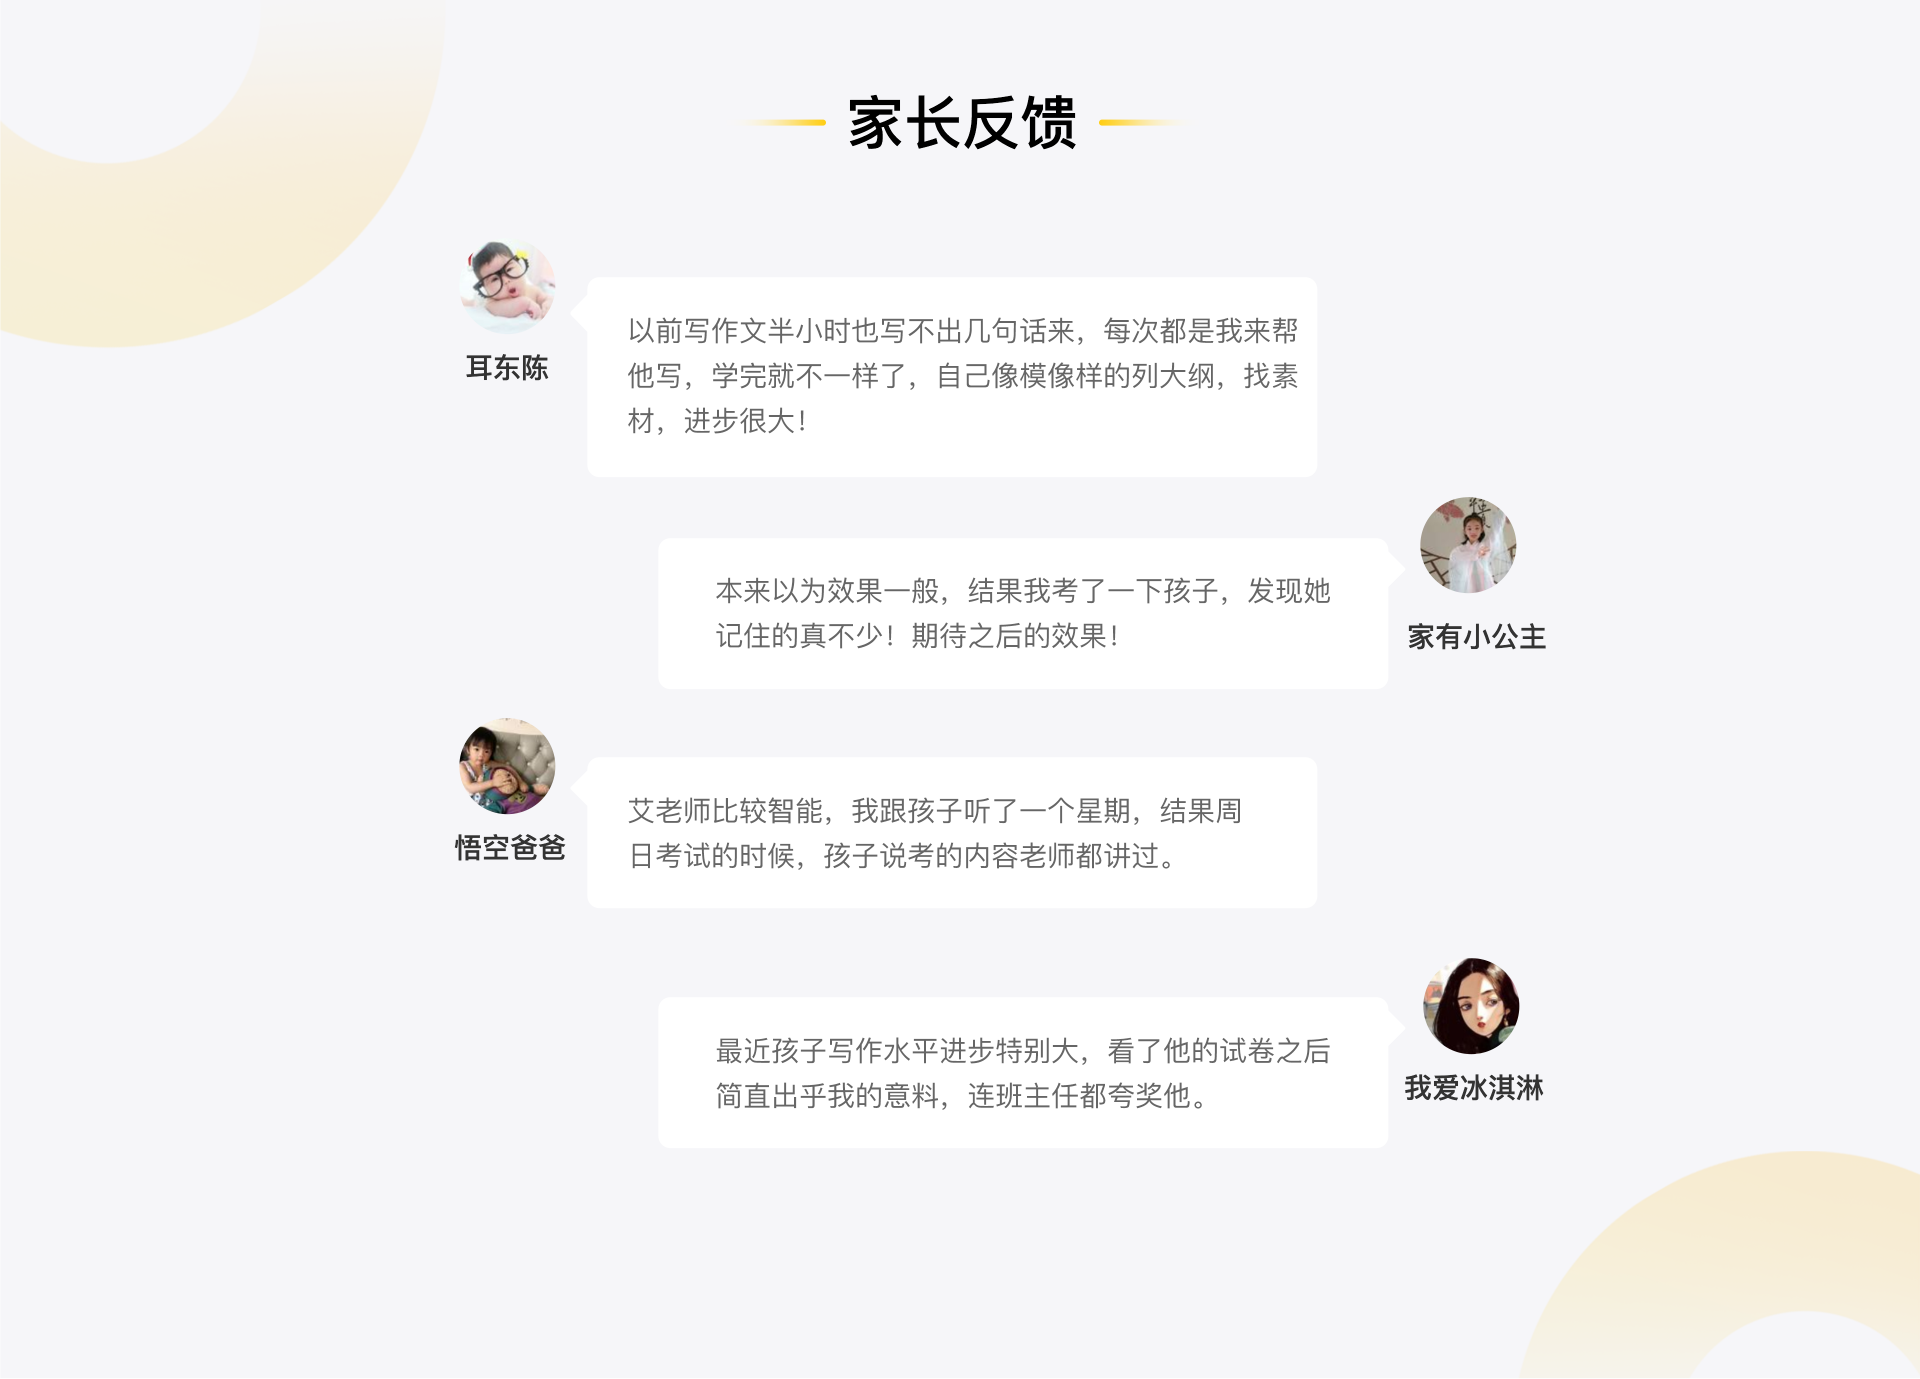 家长反馈
以前写作文半小时也写不出几句话来，每次都是我来帮
他写，学完就不一样了，自己像模像样的列大纲，找素
材，进步很大！
耳东陈
本来以为效果一般，结果我考了一下孩子，发现她
记住的真不少！期待之后的效果！
家有小公主
艾老师比较智能，我跟孩子听了一个星期，结果周
日考试的时候，孩子说考的内容老师都讲过。
悟空爸爸
最近孩子写作水平进步特别大，看了他的试卷之后
简直出乎我的意料，连班主任都夸奖他。
我爱冰淇淋